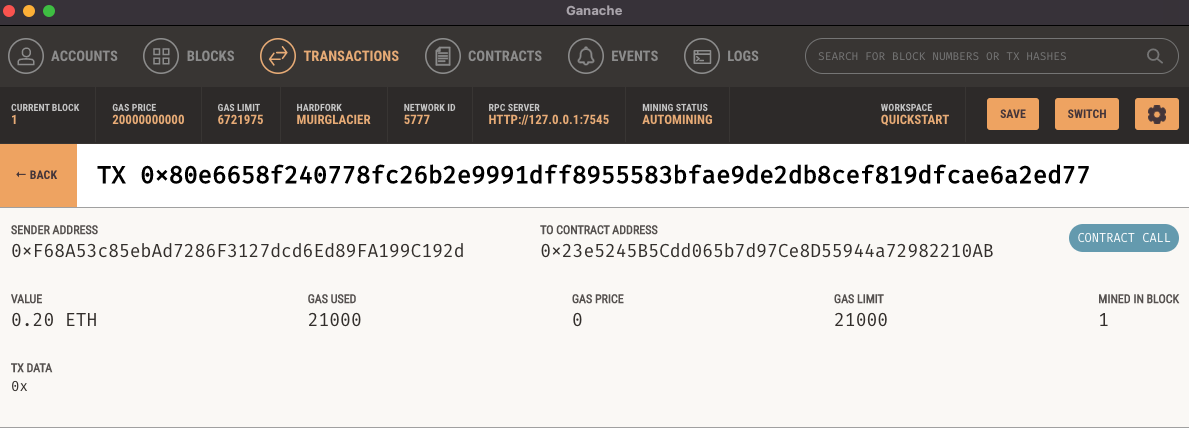 Ganache
ACCOUNTS BLOCKS TRANSACTIONS CONTRACTS EVENTS LOGS SEARCH FOR BLOCK NUMBERS OR TX HASHES
CURRENT BLOCK GAS PRICE GAS LIMIT HARDFORK NETWORK ID RPC SERVER MINING STATUS WORKSPACE
1 20000000000 6721975 MUIRGLACIER 5777 HTTP://127.0.0.1:7545 AUTOMINING QUICKSTART SAVE SWITCH
← BACK TX 0×80e6658f240778fc26b2e9991dff8955583bfae9de2db8cef819dfcae6a2ed77
SENDER ADDRESS TO CONTRACT ADDRESS
0×F68A53c85ebAd7286F3127dcd6Ed89FA199C192d 0×23e5245B5Cdd065b7d97Ce8D55944a72982210AB CONTRACT CALL
VALUE GAS USED GAS PRICE GAS LIMIT MINED IN BLOCK
0.20 ETH 21000 0 21000 1
TX DATA
0x